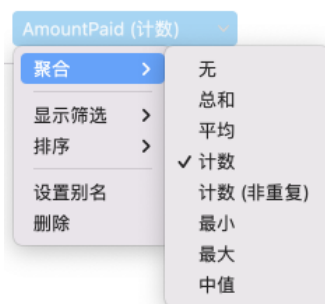 AmountPaid (计数)
聚合
显示筛选
排序
设置别名
删除
无
总和
平均
计数
计数 (非重复)
最小
最大
中值